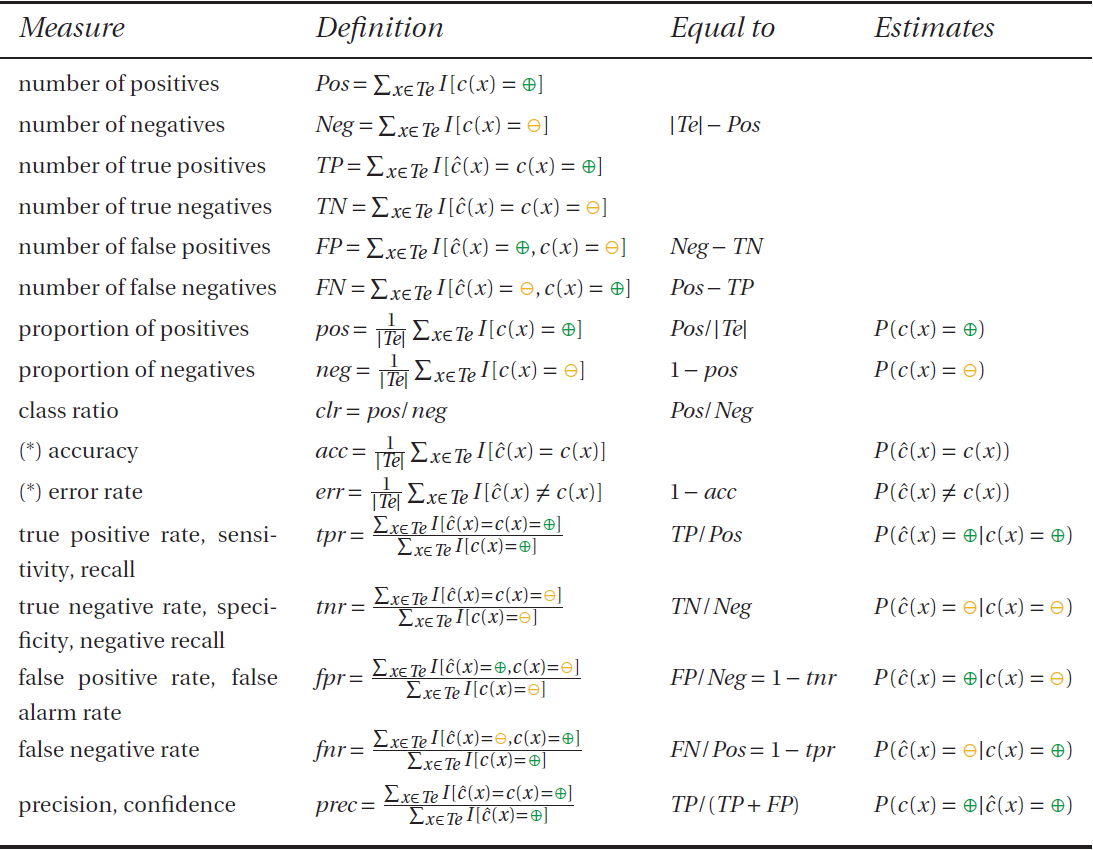 Measure Definition Equal to Estimates
number of positives Pos = ∑x∈Te I[c(x) = ⊕]
number of negatives Neg = ∑x∈Te I[c(x) = ⊖] |Te| − Pos
number of true positives TP = ∑x∈Te I[ĉ(x) = c(x) = ⊕]
number of true negatives TN = ∑x∈Te I[ĉ(x) = c(x) = ⊖]
number of false positives FP = ∑x∈Te I[ĉ(x) = ⊕, c(x) = ⊖] Neg − TN
number of false negatives FN = ∑x∈Te I[ĉ(x) = ⊖, c(x) = ⊕] Pos − TP
proportion of positives pos = 1/|Te| ∑x∈Te I[c(x) = ⊕] Pos/|Te| P(c(x) = ⊕)
proportion of negatives neg = 1/|Te| ∑x∈Te I[c(x) = ⊖] 1 − pos P(c(x) = ⊖)
class ratio clr = pos/neg Pos/Neg
(*) accuracy acc = 1/|Te| ∑x∈Te I[ĉ(x) = c(x)] P(ĉ(x) = c(x))
(*) error rate err = 1/|Te| ∑x∈Te I[ĉ(x) ≠ c(x)] 1 − acc P(ĉ(x) ≠ c(x))
true positive rate, sensi- tpr = ∑x∈Te I[ĉ(x)=c(x)=⊕] / ∑x∈Te I[c(x)=⊕] TP/Pos P(ĉ(x) = ⊕|c(x) = ⊕)
tivity, recall
true negative rate, speci- tnr = ∑x∈Te I[ĉ(x)=c(x)=⊖] / ∑x∈Te I[c(x)=⊖] TN/Neg P(ĉ(x) = ⊖|c(x) = ⊖)
ficity, negative recall
false positive rate, false fpr = ∑x∈Te I[ĉ(x)=⊕,c(x)=⊖] / ∑x∈Te I[c(x)=⊖] FP/Neg = 1 − tnr P(ĉ(x) = ⊕|c(x) = ⊖)
alarm rate
false negative rate fnr = ∑x∈Te I[ĉ(x)=⊖,c(x)=⊕] / ∑x∈Te I[c(x)=⊕] FN/Pos = 1 − tpr P(ĉ(x) = ⊖|c(x) = ⊕)
precision, confidence prec = ∑x∈Te I[ĉ(x)=c(x)=⊕] / ∑x∈Te I[ĉ(x)=⊕] TP/(TP + FP) P(c(x) = ⊕|ĉ(x) = ⊕)